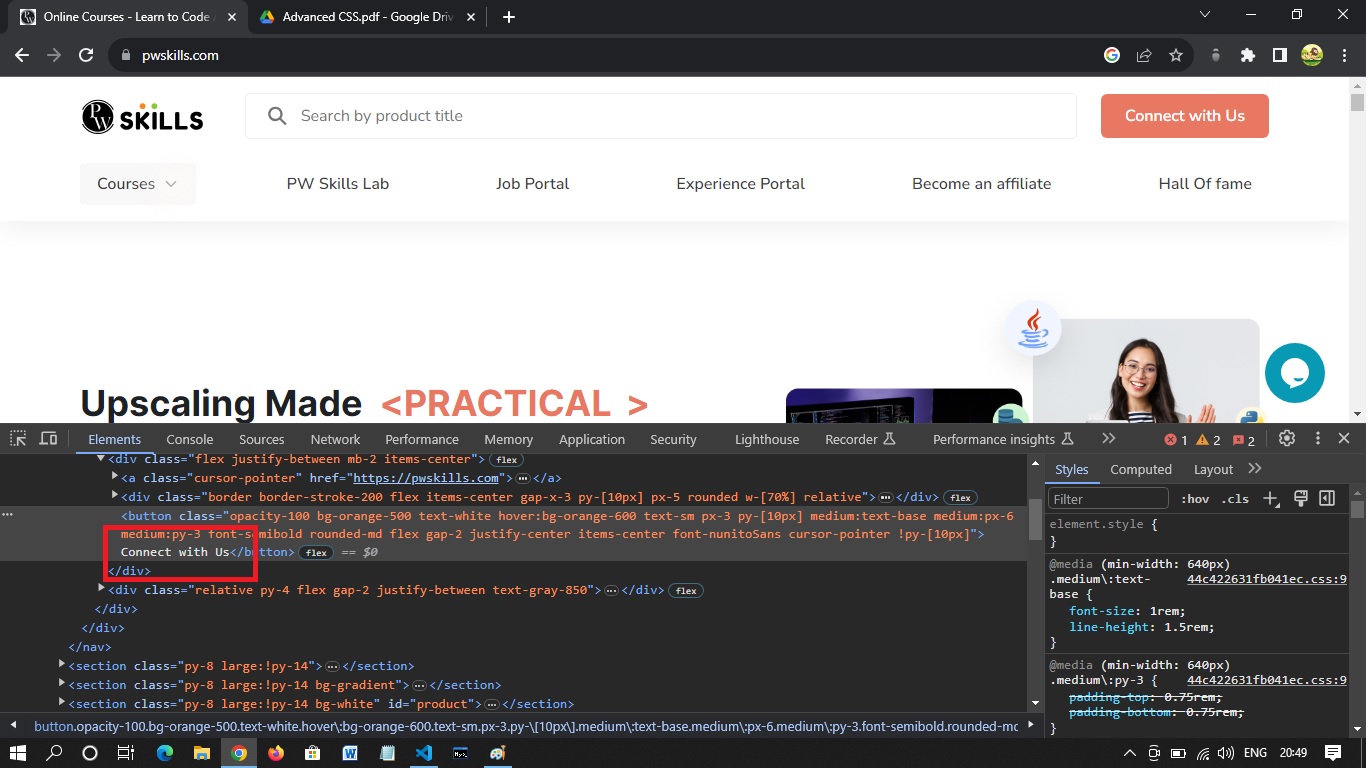 Online Courses - Learn to Code
Advanced CSS.pdf - Google Driv
pwskills.com
PW SKILLS
Search by product title
Connect with Us
Courses
PW Skills Lab
Job Portal
Experience Portal
Become an affiliate
Hall Of fame
Upscaling Made <PRACTICAL >
Elements Console Sources Network Performance Memory Application Security Lighthouse Recorder Performance insights 1 2 2
<div class="flex justify-between mb-2 items-center"> flex
<a class="cursor-pointer" href="https://pwskills.com"> … </a>
<div class="border border-stroke-200 flex items-center gap-x-3 py-[10px] px-5 rounded w-[70%] relative"> … </div> flex
<button class="opacity-100 bg-orange-500 text-white hover:bg-orange-600 text-sm px-3 py-[10px] medium:text-base medium:px-6
medium:py-3 font-semibold rounded-md flex gap-2 justify-center items-center font-nunitoSans cursor-pointer !py-[10px]">
Connect with Us</button> flex == $0
</div>
<div class="relative py-4 flex gap-2 justify-between text-gray-850"> … </div> flex
</div>
</div>
</nav>
<section class="py-8 large:!py-14"> … </section>
<section class="py-8 large:!py-14 bg-gradient"> … </section>
<section class="py-8 large:!py-14 bg-white" id="product"> … </section>
button.opacity-100.bg-orange-500.text-white.hover\:bg-orange-600.text-sm.px-3.py-\[10px\].medium\:text-base.medium\:px-6.medium\:py-3.font-semibold.rounded-mc
Styles Computed Layout
Filter :hov .cls
element.style {
}
@media (min-width: 640px)
.medium\:text- 44c422631fb041ec.css:9
base {
font-size: 1rem;
line-height: 1.5rem;
}
@media (min-width: 640px)
.medium\:py-3 { 44c422631fb041ec.css:9
padding-top: 0.75rem;
padding-bottom: 0.75rem;
}
ENG 20:49